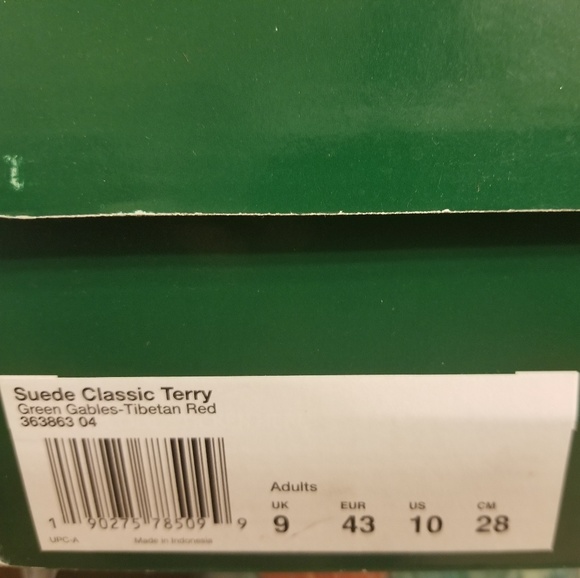 Suede Classic Terry
Green Gables-Tibetan Red
363863 04
Adults
UK EUR US CM
9 43 10 28
1 90275 78509 9
UPC-A Made in Indonesia